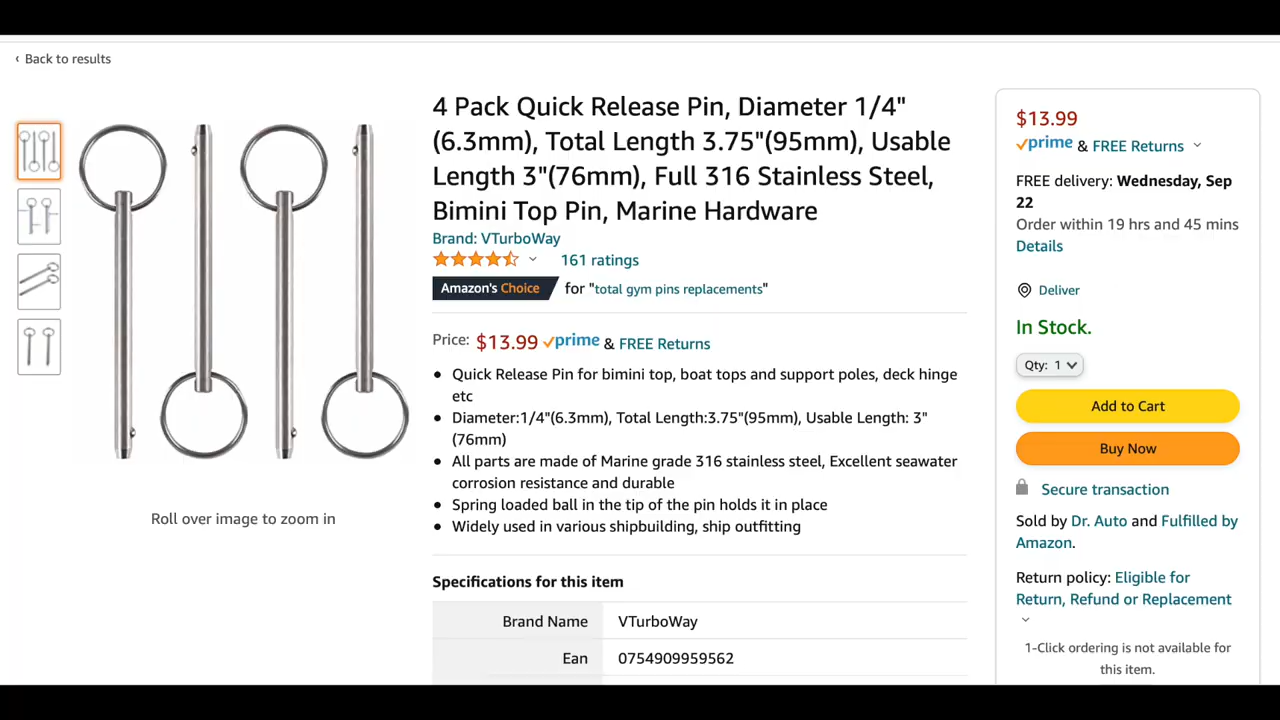 ‹ Back to results
4 Pack Quick Release Pin, Diameter 1/4"
(6.3mm), Total Length 3.75"(95mm), Usable
Length 3"(76mm), Full 316 Stainless Steel,
Bimini Top Pin, Marine Hardware
Brand: VTurboWay
161 ratings
Amazon's Choice for "total gym pins replacements"
Price: $13.99 prime & FREE Returns
• Quick Release Pin for bimini top, boat tops and support poles, deck hinge
etc
• Diameter:1/4"(6.3mm), Total Length:3.75"(95mm), Usable Length: 3"
(76mm)
• All parts are made of Marine grade 316 stainless steel, Excellent seawater
corrosion resistance and durable
• Spring loaded ball in the tip of the pin holds it in place
• Widely used in various shipbuilding, ship outfitting
Roll over image to zoom in
Specifications for this item
Brand Name VTurboWay
Ean 0754909959562
$13.99
prime & FREE Returns
FREE delivery: Wednesday, Sep
22
Order within 19 hrs and 45 mins
Details
Deliver
In Stock.
Qty: 1
Add to Cart
Buy Now
Secure transaction
Sold by Dr. Auto and Fulfilled by
Amazon.
Return policy: Eligible for
Return, Refund or Replacement
1-Click ordering is not available for
this item.